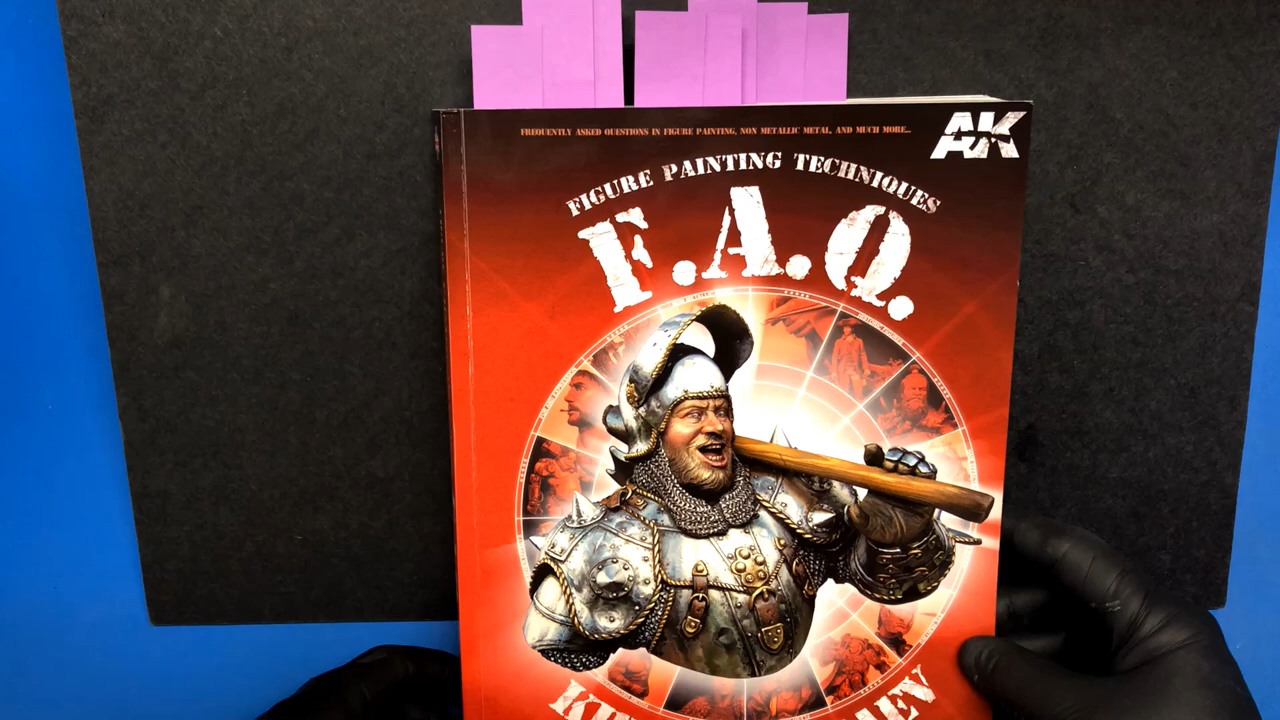 FREQUENTLY ASKED QUESTIONS IN FIGURE PAINTING, NON METALLIC METAL, AND MUCH MORE...
AK
FIGURE PAINTING TECHNIQUES
F.A.Q.